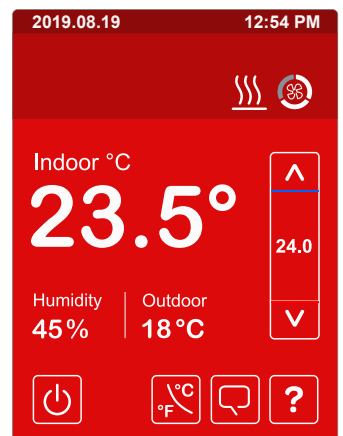 2019.08.19 12:54 PM
Indoor °C
23.5°
24.0
Humidity Outdoor
45% 18°C
°C
°F
?